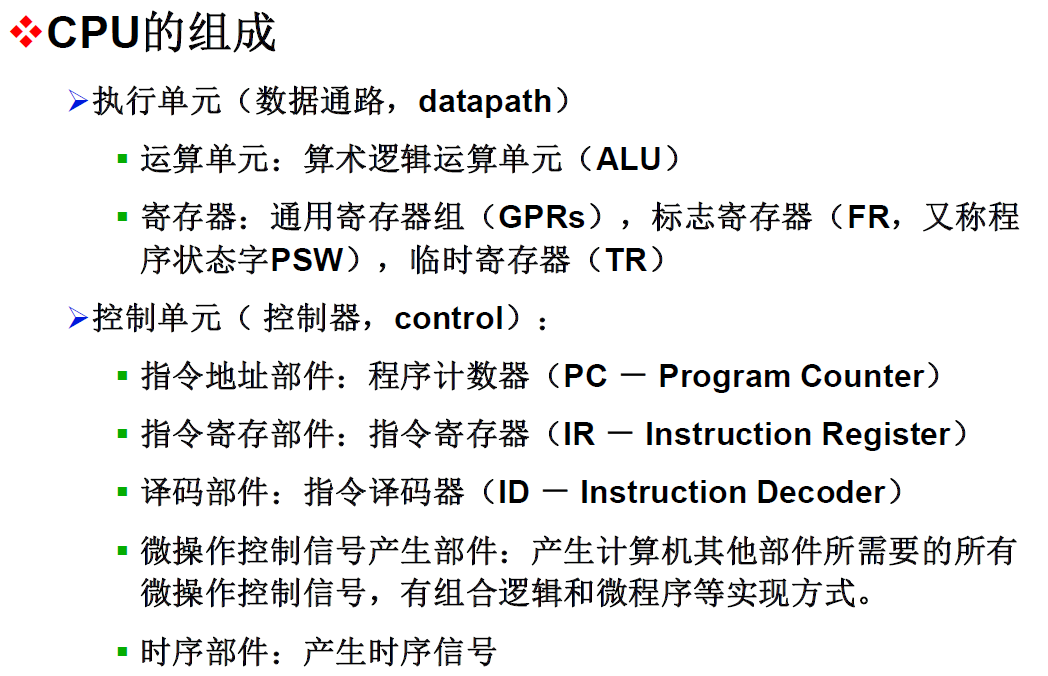 ❖CPU的组成
➢执行单元（数据通路，datapath）
▪ 运算单元：算术逻辑运算单元（ALU）
▪ 寄存器：通用寄存器组（GPRs），标志寄存器（FR，又称程
序状态字PSW），临时寄存器（TR）
➢控制单元（ 控制器，control）：
▪ 指令地址部件：程序计数器（PC － Program Counter）
▪ 指令寄存部件：指令寄存器（IR － Instruction Register）
▪ 译码部件：指令译码器（ID － Instruction Decoder）
▪ 微操作控制信号产生部件：产生计算机其他部件所需要的所有
微操作控制信号，有组合逻辑和微程序等实现方式。
▪ 时序部件：产生时序信号